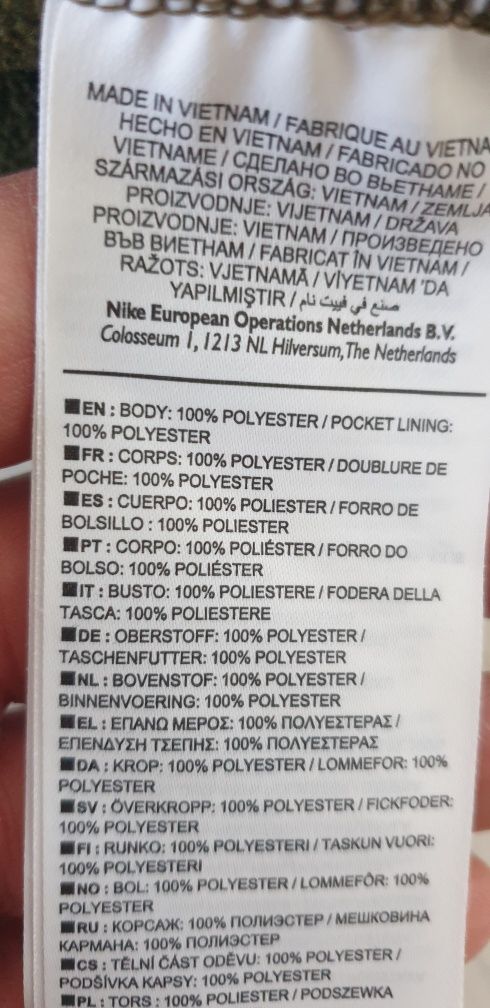 MADE IN VIETNAM / FABRIQUE AU VIETNA
HECHO EN VIETNAM / FABRICADO NO
VIETNAME / СДЕЛАНО ВО ВЬЕТНАМЕ /
SZÁRMAZÁSI ORSZÁG: VIETNAM / ZEMLJA
PROIZVODNJE: VIJETNAM / DRŽAVA
PROIZVODNJE: VIETNAM / ПРОИЗВЕДЕНО
ВЪВ ВИЕТНАМ / FABRICAT ÎN VIETNAM /
RAŽOTS: VJETNAMĀ / VİYETNAM 'DA
YAPILMIŞTIR / صنع في فييت نام
Nike European Operations Netherlands B.V.
Colosseum 1, 1213 NL Hilversum, The Netherlands
EN : BODY: 100% POLYESTER / POCKET LINING:
100% POLYESTER
FR : CORPS: 100% POLYESTER / DOUBLURE DE
POCHE: 100% POLYESTER
ES : CUERPO: 100% POLIESTER / FORRO DE
BOLSILLO : 100% POLIESTER
PT : CORPO: 100% POLIÉSTER / FORRO DO
BOLSO: 100% POLIÉSTER
IT : BUSTO: 100% POLIESTERE / FODERA DELLA
TASCA: 100% POLIESTERE
DE : OBERSTOFF: 100% POLYESTER /
TASCHENFUTTER: 100% POLYESTER
NL : BOVENSTOF: 100% POLYESTER /
BINNENVOERING: 100% POLYESTER
EL : ΕΠΑΝΩ ΜΕΡΟΣ: 100% ΠΟΛΥΕΣΤΕΡΑΣ /
ΕΠΕΝΔΥΣΗ ΤΣΕΠΗΣ: 100% ΠΟΛΥΕΣΤΕΡΑΣ
DA : KROP: 100% POLYESTER / LOMMEFOR: 100%
POLYESTER
SV : ÖVERKROPP: 100% POLYESTER / FICKFODER:
100% POLYESTER
FI : RUNKO: 100% POLYESTERI / TASKUN VUORI:
100% POLYESTERI
NO : BOL: 100% POLYESTER / LOMMEFÔR: 100%
POLYESTER
RU : КОРСАЖ: 100% ПОЛИЭСТЕР / МЕШКОВИНА
КАРМАНА: 100% ПОЛИЭСТЕР
CS : TĚLNÍ ČÁST ODĚVU: 100% POLYESTER /
PODŠÍVKA KAPSY: 100% POLYESTER
PL : TORS : 100% POLIESTER / PODSZEWKA